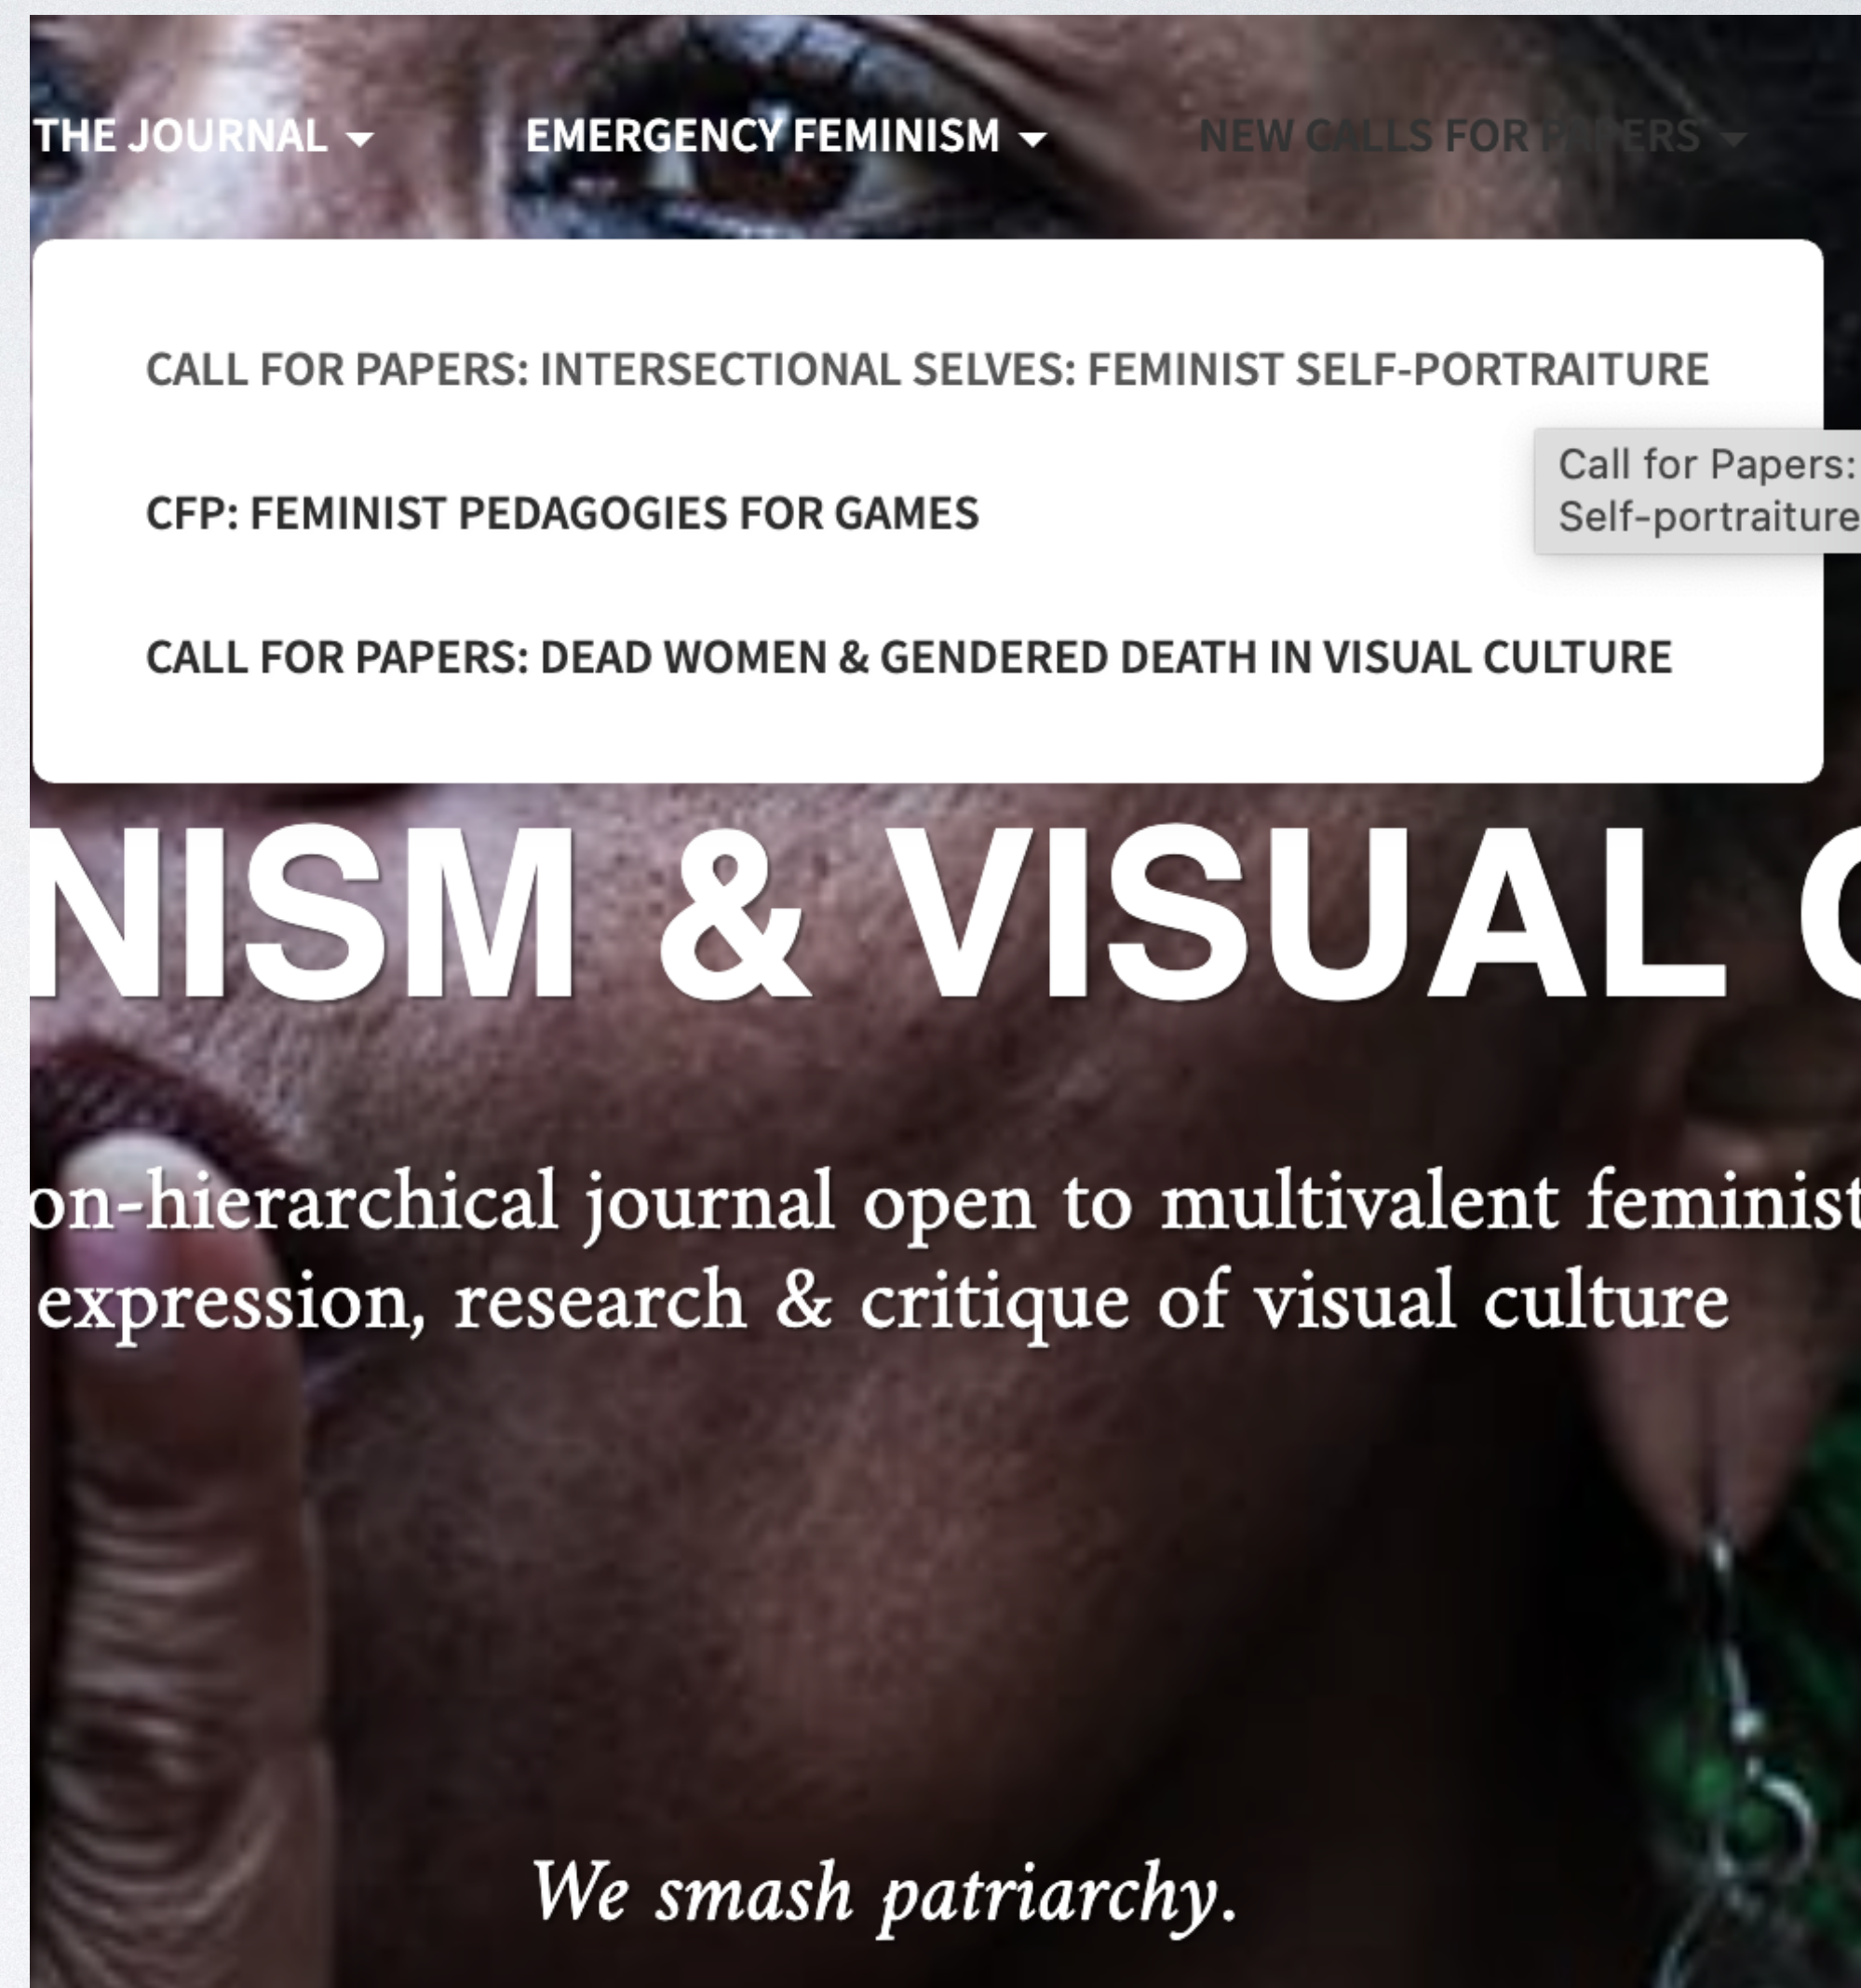 THE JOURNAL
EMERGENCY FEMINISM
NEW CALLS FOR PAPERS
CALL FOR PAPERS: INTERSECTIONAL SELVES: FEMINIST SELF-PORTRAITURE
Call for Papers:
Self-portraiture
CFP: FEMINIST PEDAGOGIES FOR GAMES
CALL FOR PAPERS: DEAD WOMEN & GENDERED DEATH IN VISUAL CULTURE
NISM & VISUAL C
on-hierarchical journal open to multivalent feminist
expression, research & critique of visual culture
We smash patriarchy.